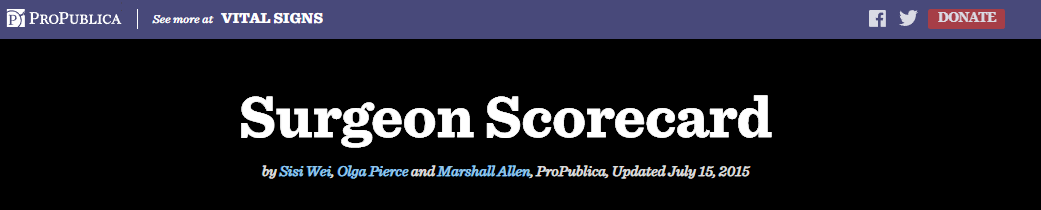 ProPublica See more at VITAL SIGNS DONATE
Surgeon Scorecard
by Sisi Wei, Olga Pierce and Marshall Allen, ProPublica, Updated July 15, 2015